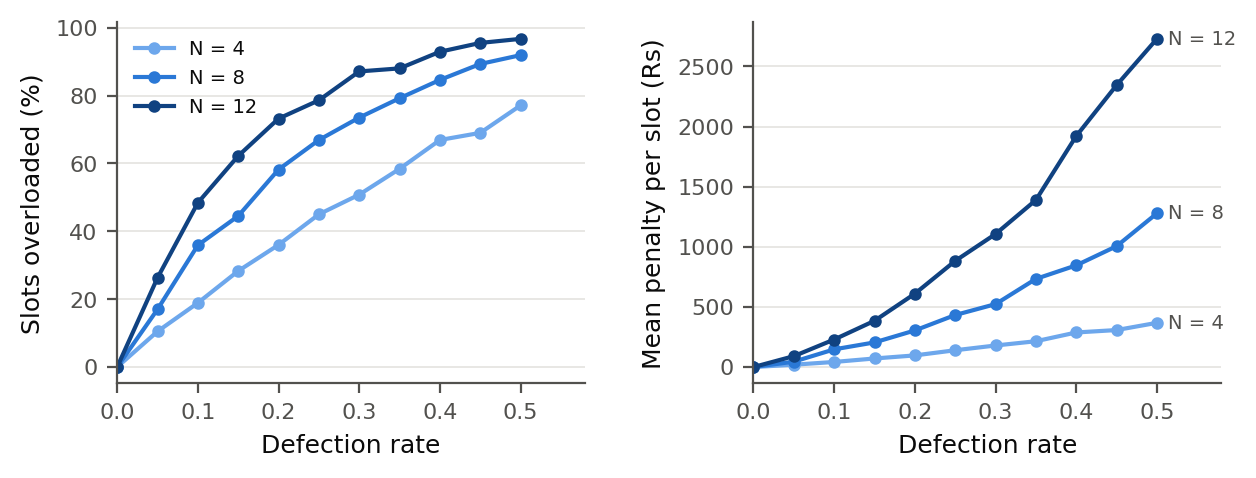 Slots overloaded (%)
100
80
60
40
20
0
N = 4
N = 8
N = 12
0.0 0.1 0.2 0.3 0.4 0.5
Defection rate
Mean penalty per slot (Rs)
2500
2000
1500
1000
500
0
N = 12
N = 8
N = 4
0.0 0.1 0.2 0.3 0.4 0.5
Defection rate